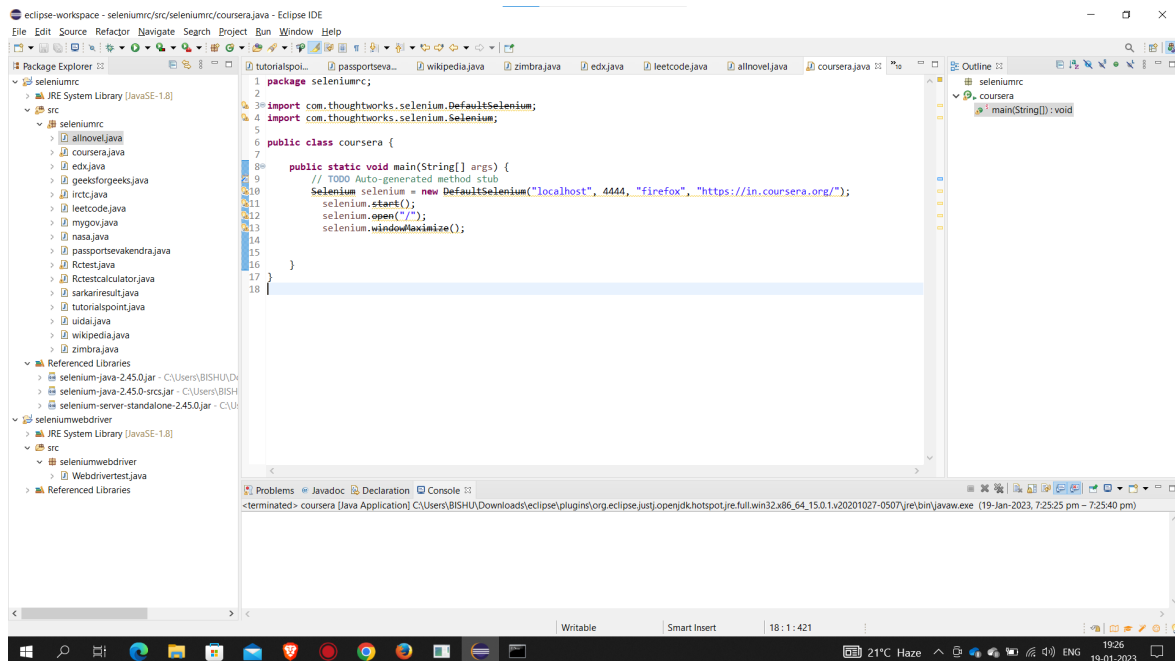 eclipse-workspace - seleniumrc/src/seleniumrc/coursera.java - Eclipse IDE
File Edit Source Refactor Navigate Search Project Run Window Help
Package Explorer
seleniumrc
JRE System Library [JavaSE-1.8]
src
seleniumrc
allnovel.java
coursera.java
edx.java
geeksforgeeks.java
irctc.java
leetcode.java
mygov.java
nasa.java
passportsevakendra.java
Rctest.java
Rctestcalculator.java
sarkariresult.java
tutorialspoint.java
uidai.java
wikipedia.java
zimbra.java
Referenced Libraries
selenium-java-2.45.0.jar - C:\Users\BISHU\Do
selenium-java-2.45.0-srcs.jar - C:\Users\BISH
selenium-server-standalone-2.45.0.jar - C:\Us
seleniumwebdriver
JRE System Library [JavaSE-1.8]
src
seleniumwebdriver
Webdrivertest.java
Referenced Libraries
tutorialspoi... passportseva... wikipedia.java zimbra.java edx.java leetcode.java allnovel.java coursera.java »10
1 package seleniumrc;
2
3 import com.thoughtworks.selenium.DefaultSelenium;
4 import com.thoughtworks.selenium.Selenium;
5
6 public class coursera {
7
8 public static void main(String[] args) {
9 // TODO Auto-generated method stub
10 Selenium selenium = new DefaultSelenium("localhost", 4444, "firefox", "https://in.coursera.org/");
11 selenium.start();
12 selenium.open("/");
13 selenium.windowMaximize();
14
15
16 }
17 }
18
Outline
seleniumrc
coursera
main(String[]) : void
Problems Javadoc Declaration Console
<terminated> coursera [Java Application] C:\Users\BISHU\Downloads\eclipse\plugins\org.eclipse.justj.openjdk.hotspot.jre.full.win32.x86_64_15.0.1.v20201027-0507\jre\bin\javaw.exe (19-Jan-2023, 7:25:25 pm – 7:25:40 pm)
Writable Smart Insert 18 : 1 : 421
21°C Haze ENG 19:26
19-01-2023